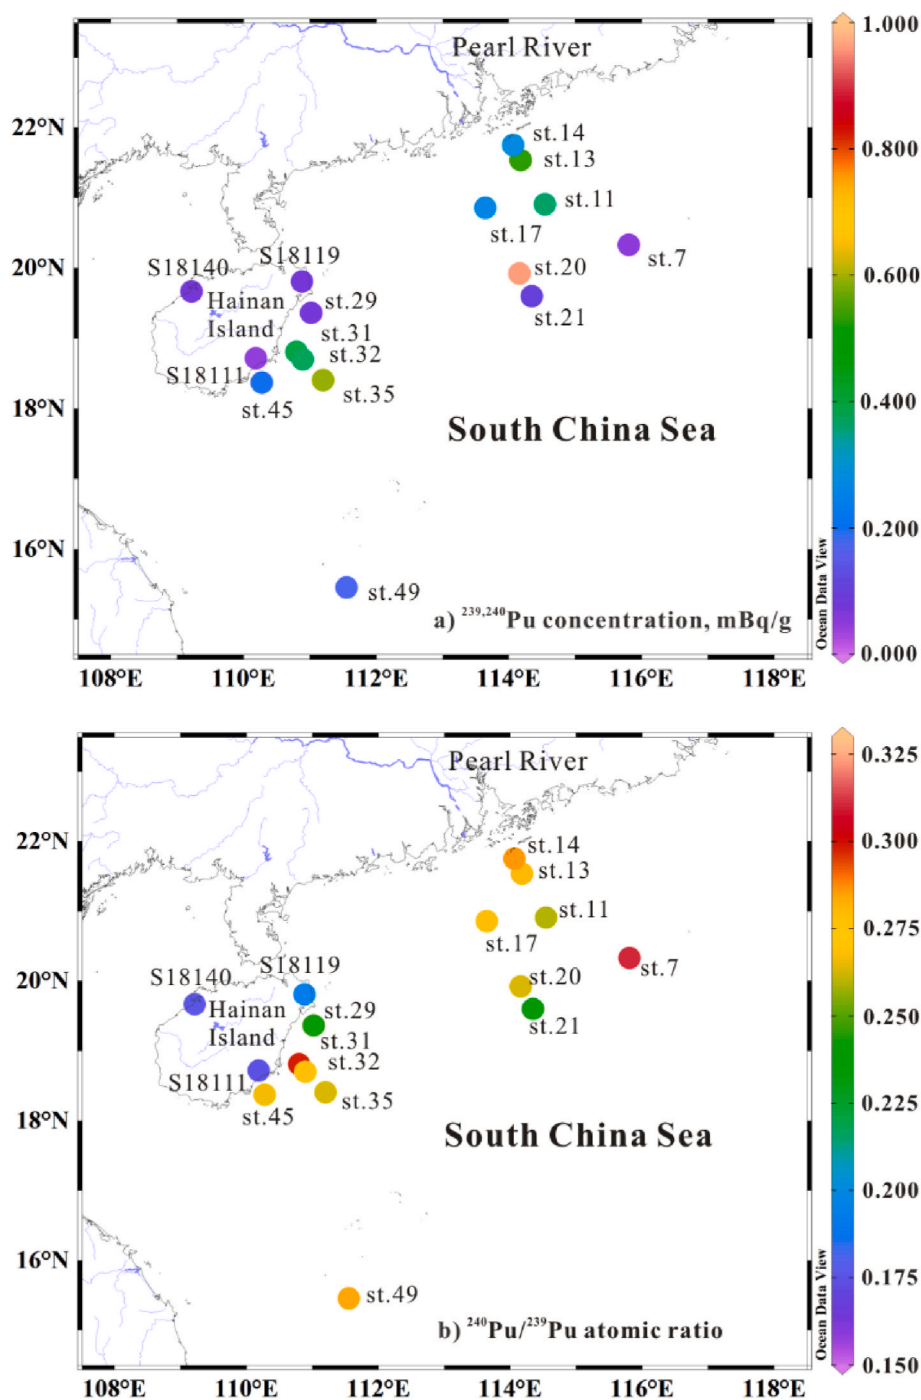 Pearl River
1.000
22°N
st.14
st.13
0.800
st.11
st.17
S18119
st.7
20°N
S18140
st.20
0.600
Hainan
Island
st.29
st.21
st.31
st.32
S18111
st.35
0.400
18°N
st.45
South China Sea
0.200
16°N
st.49
a) ²³⁹,²⁴⁰Pu concentration, mBq/g
Ocean Data View
0.000
108°E 110°E 112°E 114°E 116°E 118°E
Pearl River
0.325
22°N
st.14
st.13
0.300
st.11
st.17
0.275
S18119
st.7
20°N
S18140
st.20
Hainan
Island
st.29
st.21
0.250
st.31
st.32
S18111
st.35
st.45
0.225
18°N
South China Sea
0.200
16°N
st.49
0.175
b) ²⁴⁰Pu/²³⁹Pu atomic ratio
Ocean Data View
0.150
108°E 110°E 112°E 114°E 116°E 118°E